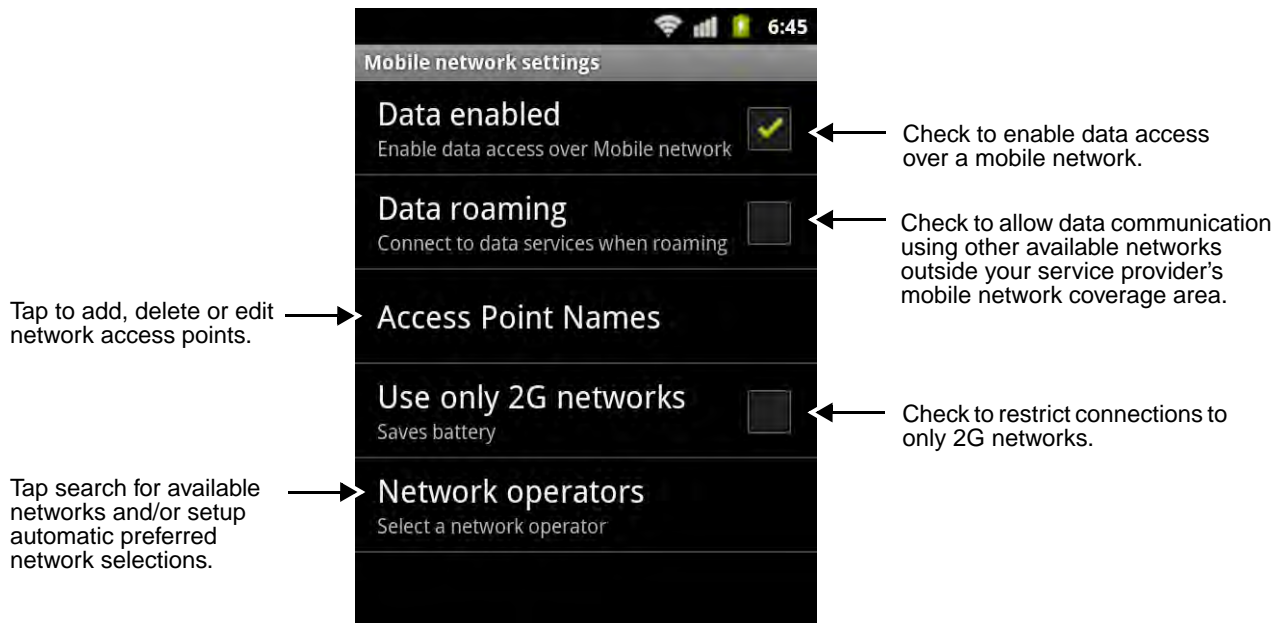 6:45
Mobile network settings
Data enabled
Enable data access over Mobile network
Check to enable data access
over a mobile network.
Data roaming
Connect to data services when roaming
Check to allow data communication
using other available networks
outside your service provider’s
mobile network coverage area.
Tap to add, delete or edit
network access points.
Access Point Names
Use only 2G networks
Saves battery
Check to restrict connections to
only 2G networks.
Tap search for available
networks and/or setup
automatic preferred
network selections.
Network operators
Select a network operator